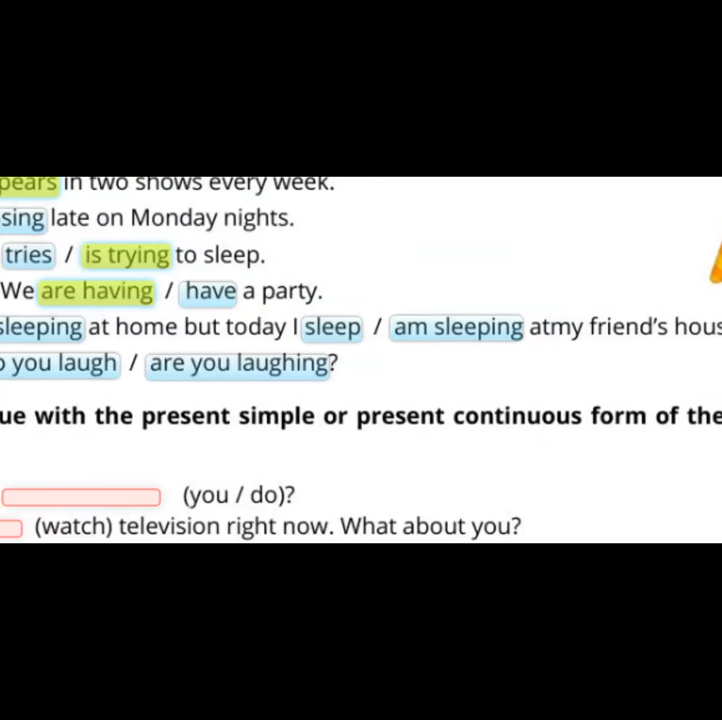 pears in two shows every week.
sing late on Monday nights.
tries / is trying to sleep.
We are having / have a party.
sleeping at home but today I sleep / am sleeping atmy friend's hous
o you laugh / are you laughing?
ue with the present simple or present continuous form of the
(you / do)?
(watch) television right now. What about you?